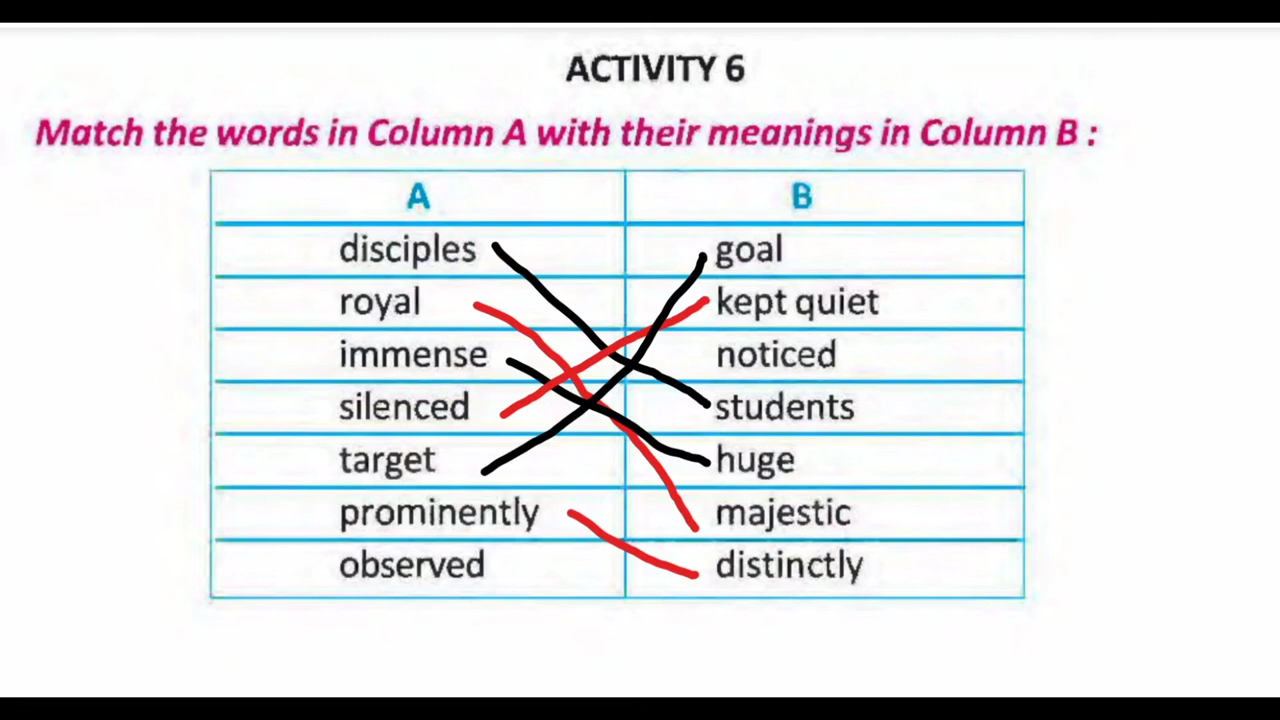 ACTIVITY 6
Match the words in Column A with their meanings in Column B :
A B
disciples goal
royal kept quiet
immense noticed
silenced students
target huge
prominently majestic
observed distinctly